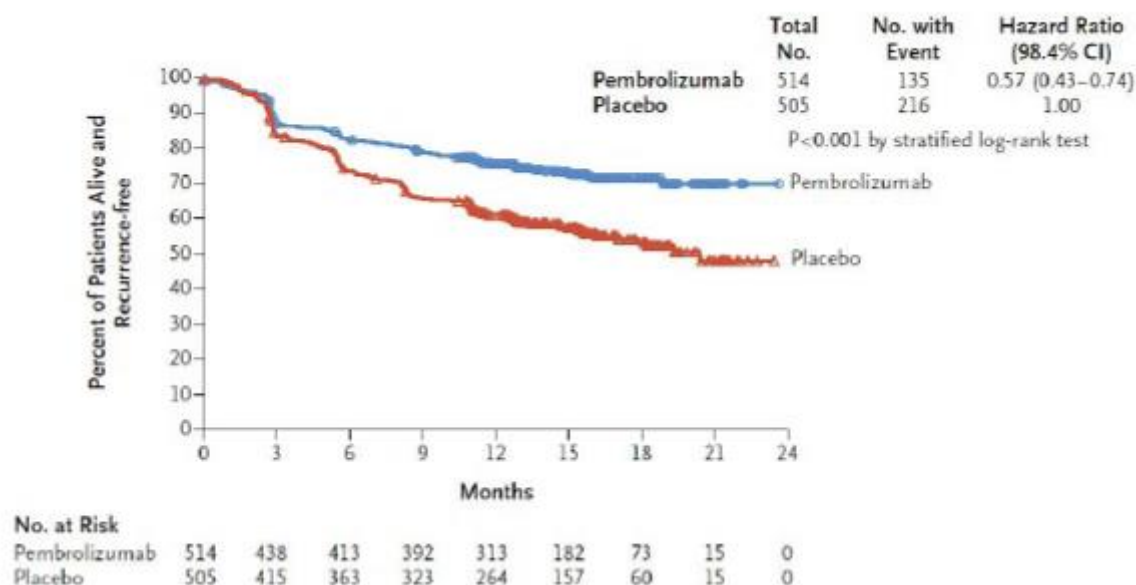 Total No. with Hazard Ratio
No. Event (98.4% CI)
Pembrolizumab 514 135 0.57 (0.43–0.74)
Placebo 505 216 1.00
P<0.001 by stratified log-rank test
Percent of Patients Alive and
Recurrence-free
100
90
80
70
60
50
40
30
20
10
0
Pembrolizumab
Placebo
0 3 6 9 12 15 18 21 24
Months
No. at Risk
Pembrolizumab 514 438 413 392 313 182 73 15 0
Placebo 505 415 363 323 264 157 60 15 0